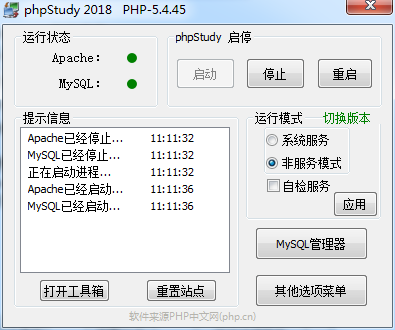 phpStudy 2018 PHP-5.4.45
运行状态
Apache:
MySQL:
phpStudy 启停
启动 停止 重启
提示信息
Apache已经停止... 11:11:32
MySQL已经停止... 11:11:32
正在启动进程... 11:11:32
Apache已经启动... 11:11:36
MySQL已经启动... 11:11:36
运行模式 切换版本
系统服务
非服务模式
自检服务
应用
MySQL管理器
打开工具箱 重置站点
其他选项菜单
软件来源PHP中文网(php.cn)